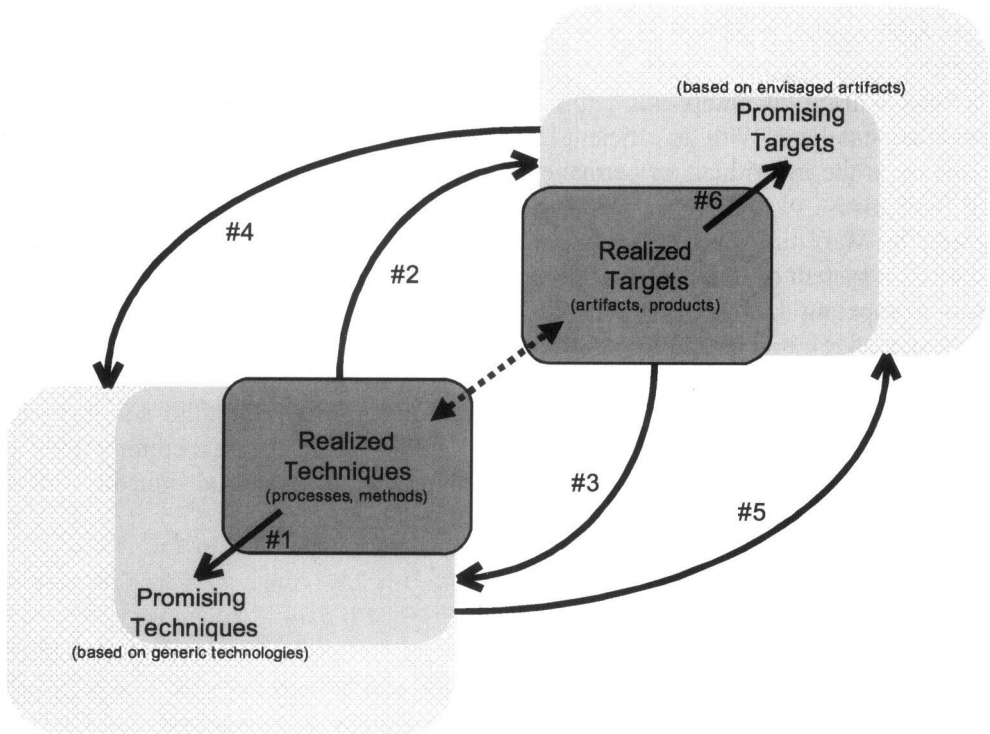 (based on envisaged artifacts)
Promising
Targets
#6
#4
#2
Realized
Targets
(artifacts, products)
Realized
Techniques
(processes, methods)
#3
#5
#1
Promising
Techniques
(based on generic technologies)